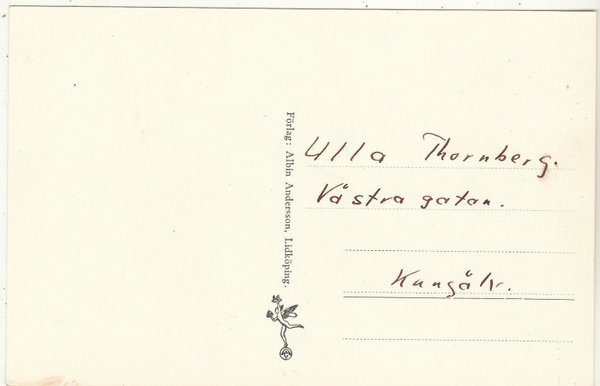 Förlag: Albin Andersson, Lidköping.
Ulla Thornberg.
Västra gatan.
Kungälv.